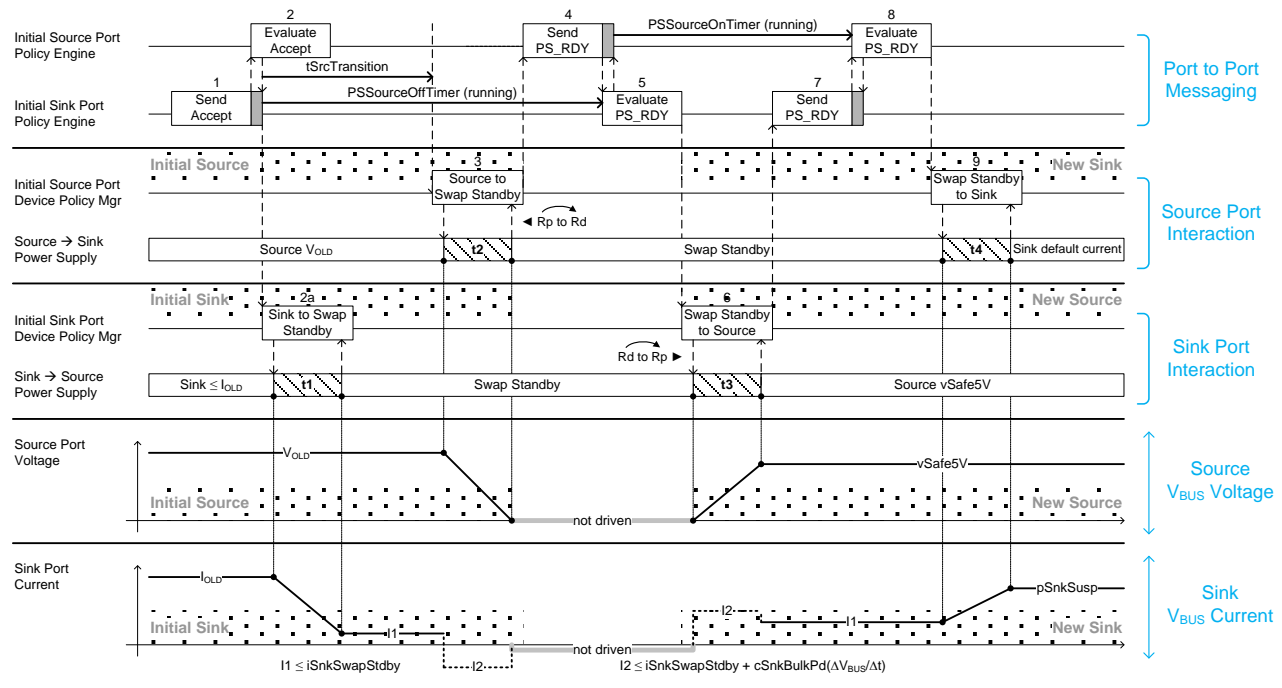 2
4
8
Initial Source Port
Policy Engine
Evaluate
Accept
Send
PS_RDY
PSSourceOnTimer (running)
Evaluate
PS_RDY
tSrcTransition
1
5
7
Port to Port
Messaging
Initial Sink Port
Policy Engine
Send
Accept
PSSourceOffTimer (running)
Evaluate
PS_RDY
Send
PS_RDY
Initial Source
3
9
New Sink
Initial Source Port
Device Policy Mgr
Source to
Swap Standby
Swap Standby
to Sink
◄ Rp to Rd
Source Port
Interaction
Source → Sink
Power Supply
Source VOLD
t2
Swap Standby
t4
Sink default current
Initial Sink
2a
6
New Source
Initial Sink Port
Device Policy Mgr
Sink to Swap
Standby
Swap Standby
to Source
Rd to Rp ►
Sink Port
Interaction
Sink → Source
Power Supply
Sink ≤ IOLD
t1
Swap Standby
t3
Source vSafe5V
Source Port
Voltage
VOLD
vSafe5V
Source
VBUS Voltage
Initial Source
New Source
not driven
Sink Port
Current
IOLD
pSnkSusp
Sink
VBUS Current
I2
Initial Sink
I1
I1
New Sink
not driven
I1 ≤ iSnkSwapStdby
I2
I2 ≤ iSnkSwapStdby + cSnkBulkPd(ΔVBUS/Δt)